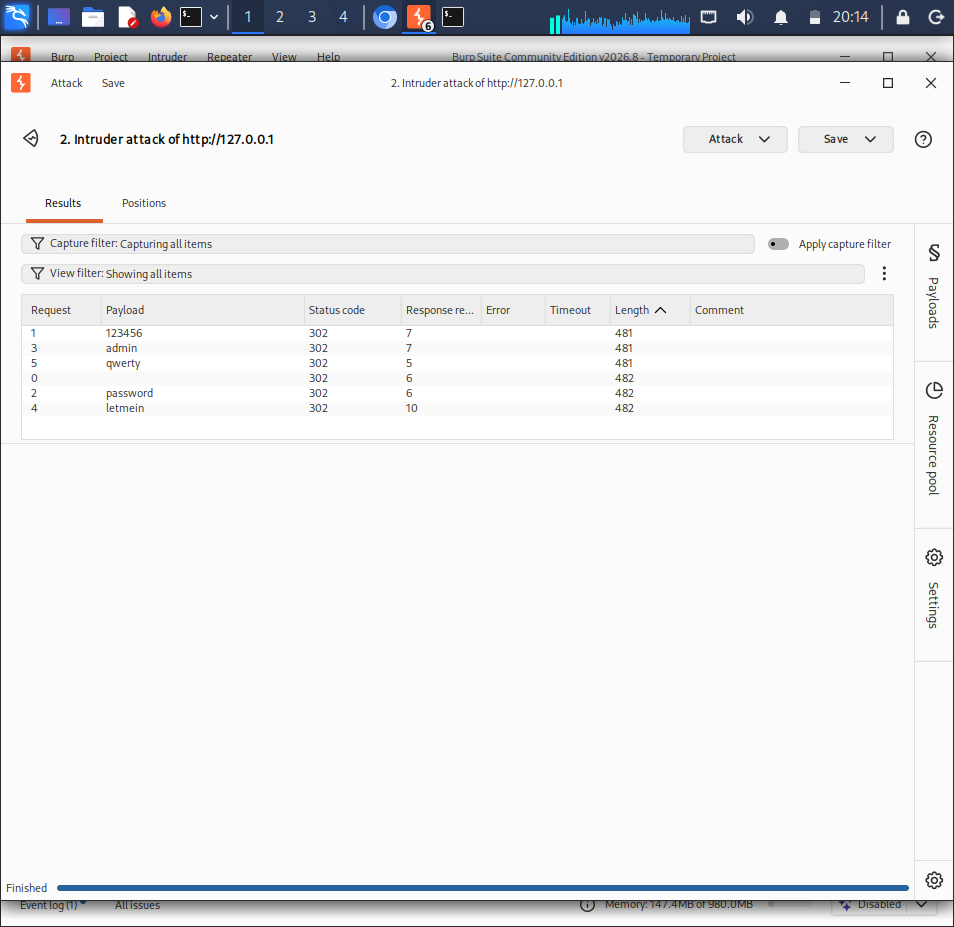 1 2 3 4 6 20:14
Burp Project Intruder Repeater View Help Burp Suite Community Edition v2026.8 - Temporary Project
Attack Save 2. Intruder attack of http://127.0.0.1
2. Intruder attack of http://127.0.0.1 Attack Save
Results Positions
Capture filter: Capturing all items Apply capture filter
View filter: Showing all items
Request Payload Status code Response re... Error Timeout Length Comment
1 123456 302 7 481
3 admin 302 7 481
5 qwerty 302 5 481
0 302 6 482
2 password 302 6 482
4 letmein 302 10 482
Payloads
Resource pool
Settings
Finished
Event log (1) All issues Memory: 147.4MB of 980.0MB Disabled